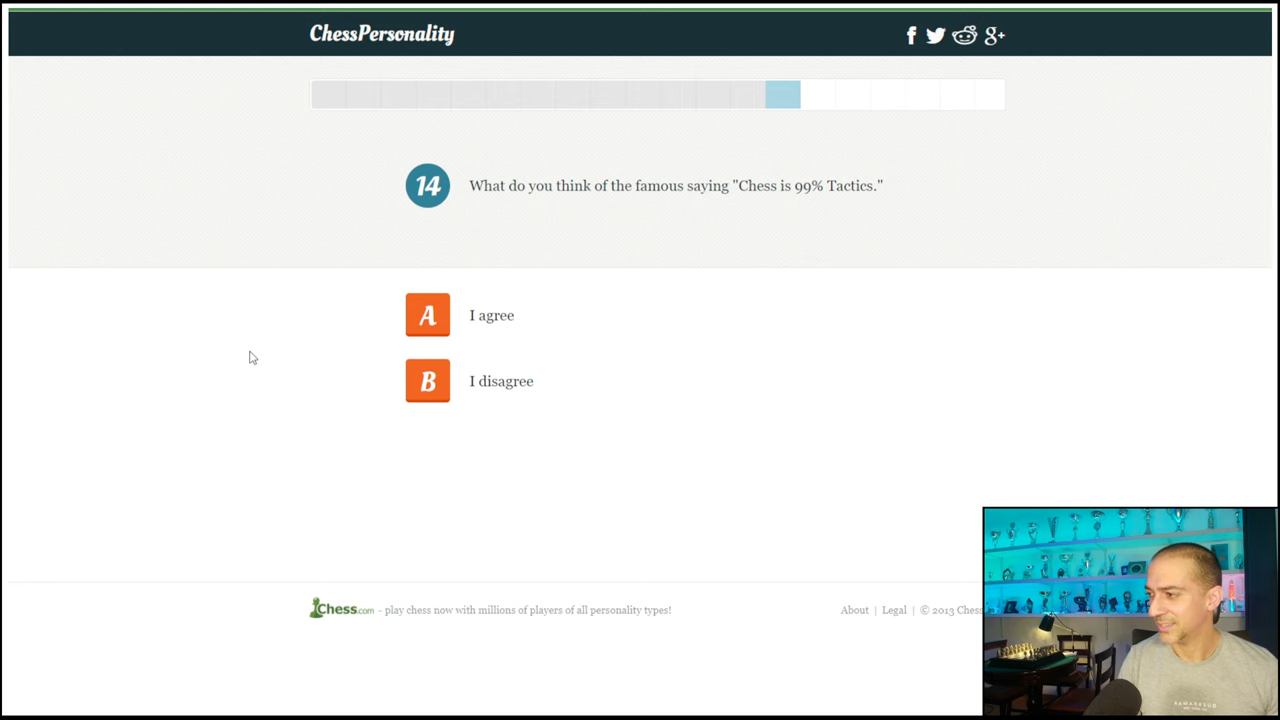 ChessPersonality
14 What do you think of the famous saying "Chess is 99% Tactics."
A I agree
B I disagree
Chess.com - play chess now with millions of players of all personality types!
About | Legal | © 2013 Chess